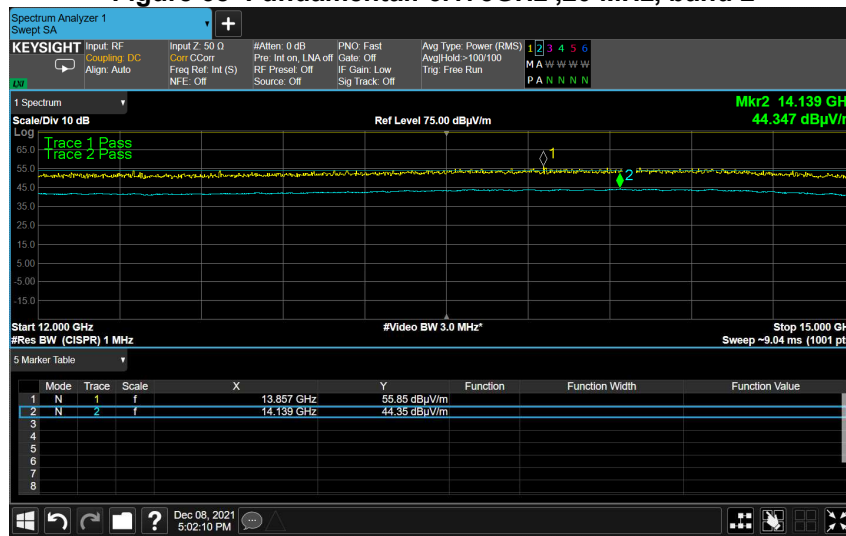 Spectrum Analyzer 1
Swept SA
+
KEYSIGHT Input: RF Input Z: 50 Ω #Atten: 0 dB PNO: Fast Avg Type: Power (RMS) 1 2 3 4 5 6
Coupling: DC Corr CCorr Pre: Int on, LNA off Gate: Off Avg|Hold:>100/100 M A W W W W
Align: Auto Freq Ref: Int (S) RF Presel: Off IF Gain: Low Trig: Free Run
NFE: Off Source: Off Sig Track: Off P A N N N N
LXI
1 Spectrum Mkr2 14.139 GH
Scale/Div 10 dB Ref Level 75.00 dBµV/m 44.347 dBµV/
Log
Trace 1 Pass
Trace 2 Pass
65.0
55.0
45.0
35.0
25.0
15.0
5.00
-5.00
-15.0
1
2
Start 12.000 GHz #Video BW 3.0 MHz* Stop 15.000 GH
#Res BW (CISPR) 1 MHz Sweep ~9.04 ms (1001 pt
5 Marker Table
Mode Trace Scale X Y Function Function Width Function Value
1 N 1 f 13.857 GHz 55.85 dBµV/m
2 N 2 f 14.139 GHz 44.35 dBµV/m
3
4
5
6
7
8
? Dec 08, 2021
5:02:10 PM